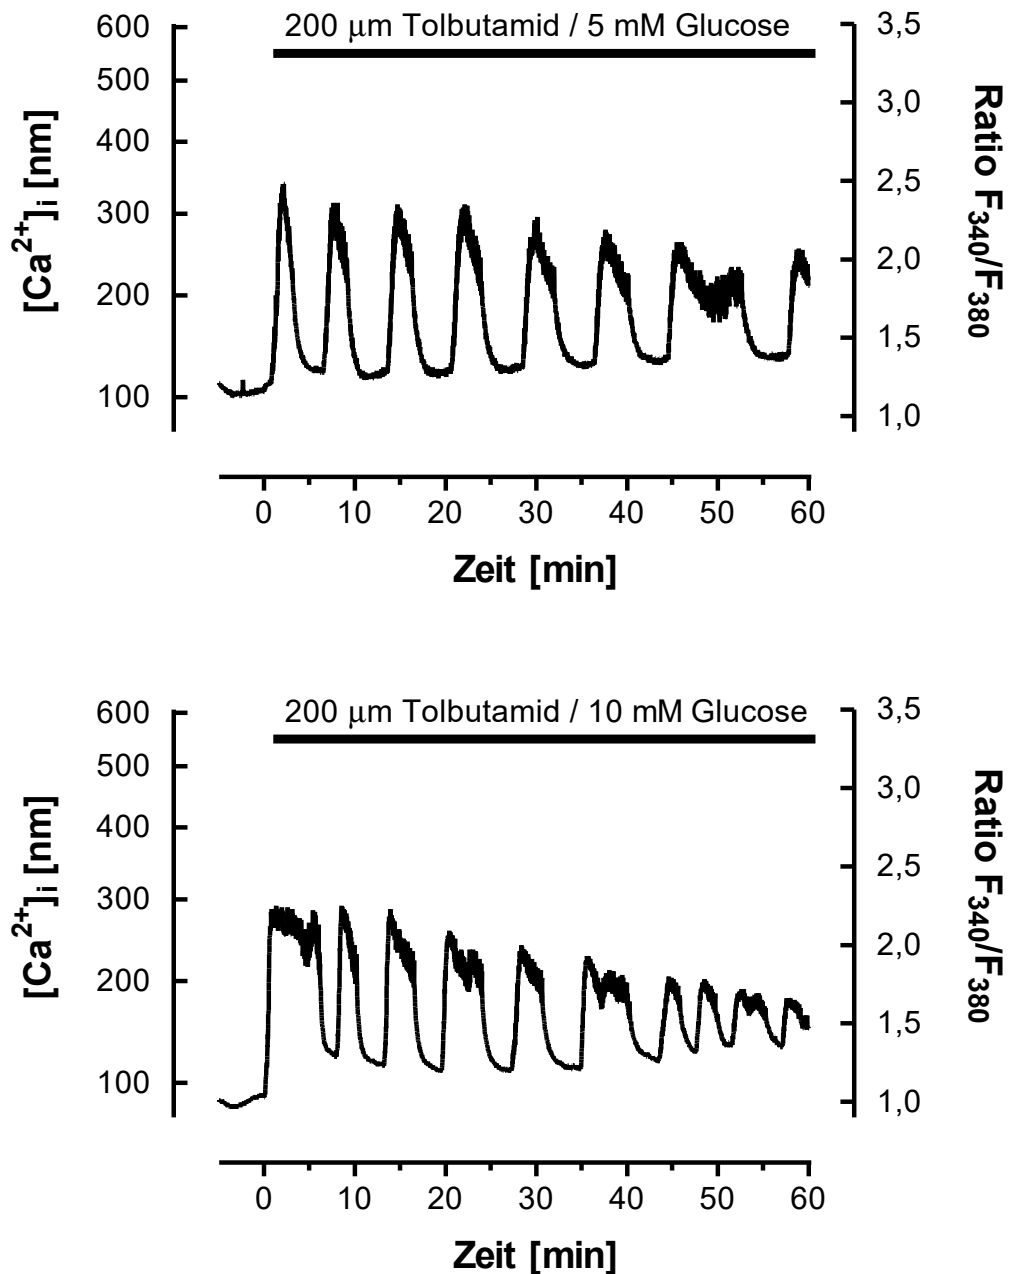 200 μm Tolbutamid / 5 mM Glucose
600
500
400
300
200
100
[Ca2+]i [nm]
3,5
3,0
2,5
2,0
1,5
1,0
Ratio F340/F380
0 10 20 30 40 50 60
Zeit [min]
200 μm Tolbutamid / 10 mM Glucose
600
500
400
300
200
100
[Ca2+]i [nm]
3,5
3,0
2,5
2,0
1,5
1,0
Ratio F340/F380
0 10 20 30 40 50 60
Zeit [min]